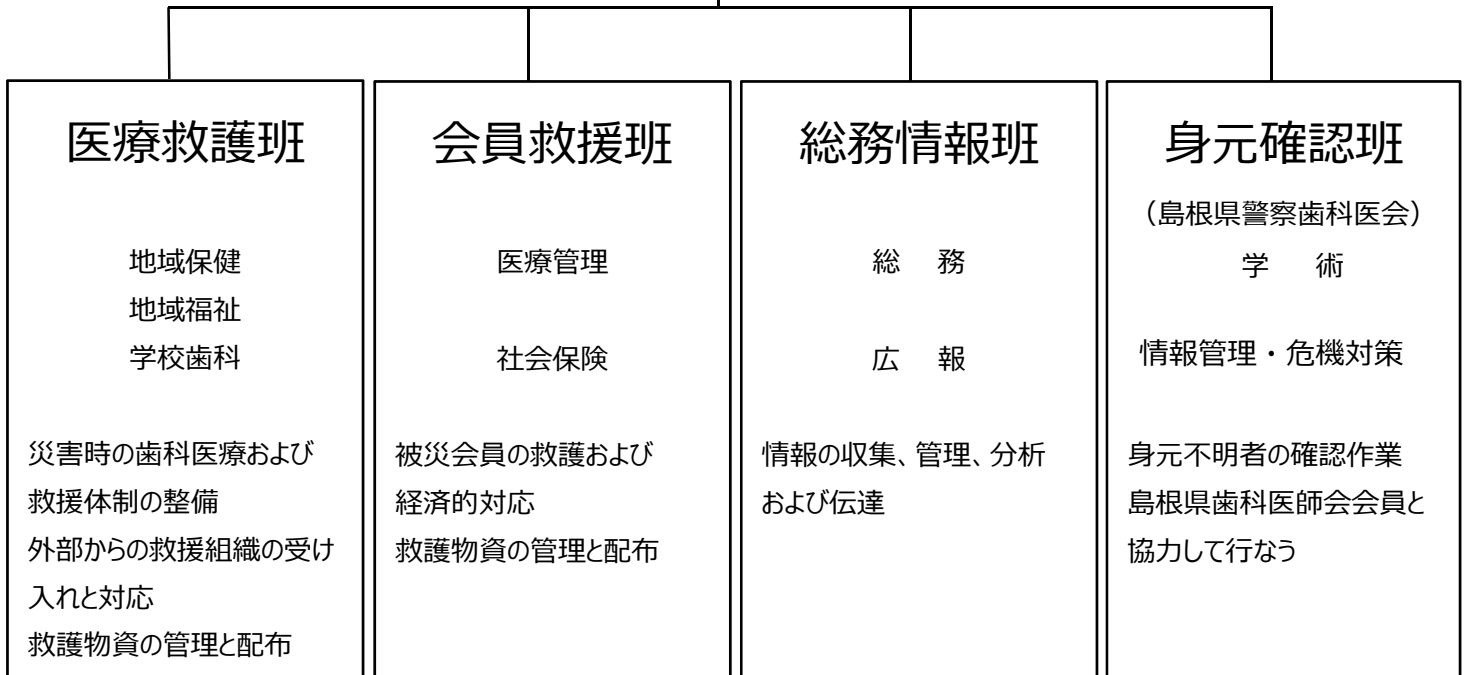 医療救護班
地域保健
地域福祉
学校歯科
災害時の歯科医療および
救援体制の整備
外部からの救援組織の受け
入れと対応
救護物資の管理と配布
会員救援班
医療管理
社会保険
被災会員の救護および
経済的対応
救護物資の管理と配布
総務情報班
総　務
広　報
情報の収集、管理、分析
および伝達
身元確認班
（島根県警察歯科医会）
学　術
情報管理・危機対策
身元不明者の確認作業
島根県歯科医師会会員と
協力して行なう